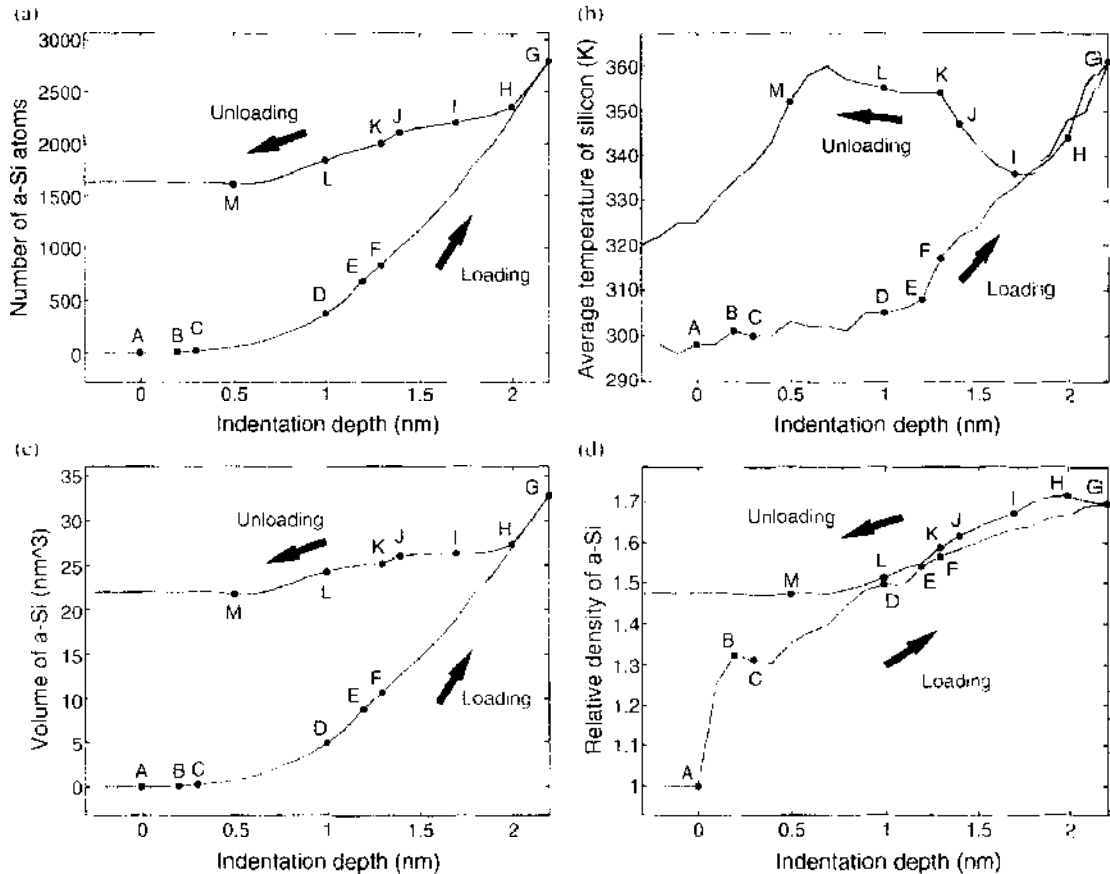 (a)
Number of a-Si atoms
3000
2500
2000
1500
1000
500
0
Unloading
Loading
A B C D E F G H I J K L M
0 0.5 1 1.5 2
Indentation depth (nm)
(b)
Average temperature of silicon (K)
360
350
340
330
320
310
300
290
Unloading
Loading
A B C D E F G H I J K L M
0 0.5 1 1.5 2
Indentation depth (nm)
(c)
Volume of a-Si (nm^3)
35
30
25
20
15
10
5
0
Unloading
Loading
A B C D E F G H I J K L M
0 0.5 1 1.5 2
Indentation depth (nm)
(d)
Relative density of a-Si
1.7
1.6
1.5
1.4
1.3
1.2
1.1
1
Unloading
Loading
A B C D E F G H I J K L M
0 0.5 1 1.5 2
Indentation depth (nm)